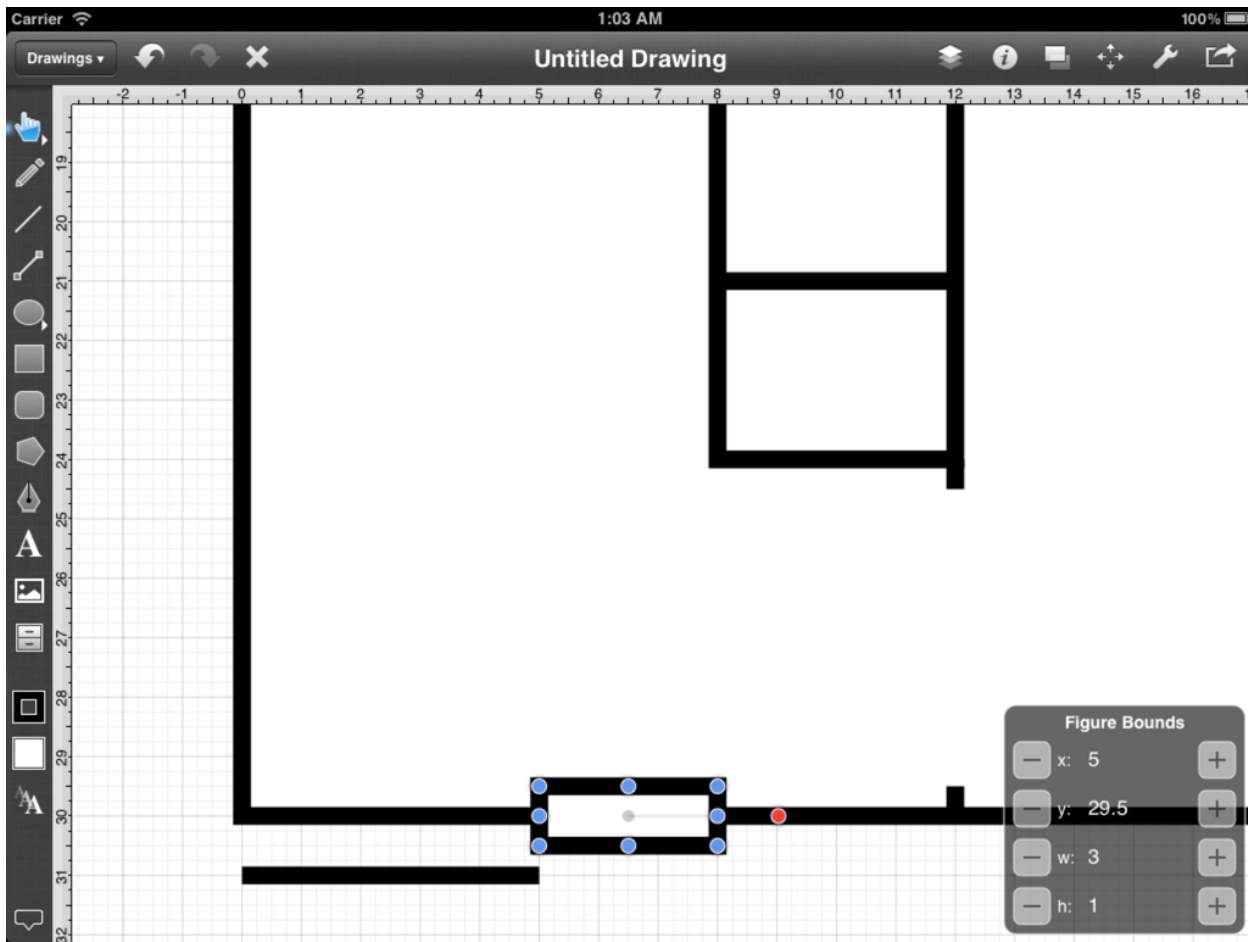 Carrier 1:03 AM 100%
Drawings ▾ Untitled Drawing i
-2 -1 0 1 2 3 4 5 6 7 8 9 10 11 12 13 14 15 16
19
20
21
22
23
24
25
A
26
27
28
29
AA
30
31
32
Figure Bounds
− x: 5 +
− y: 29.5 +
− w: 3 +
− h: 1 +